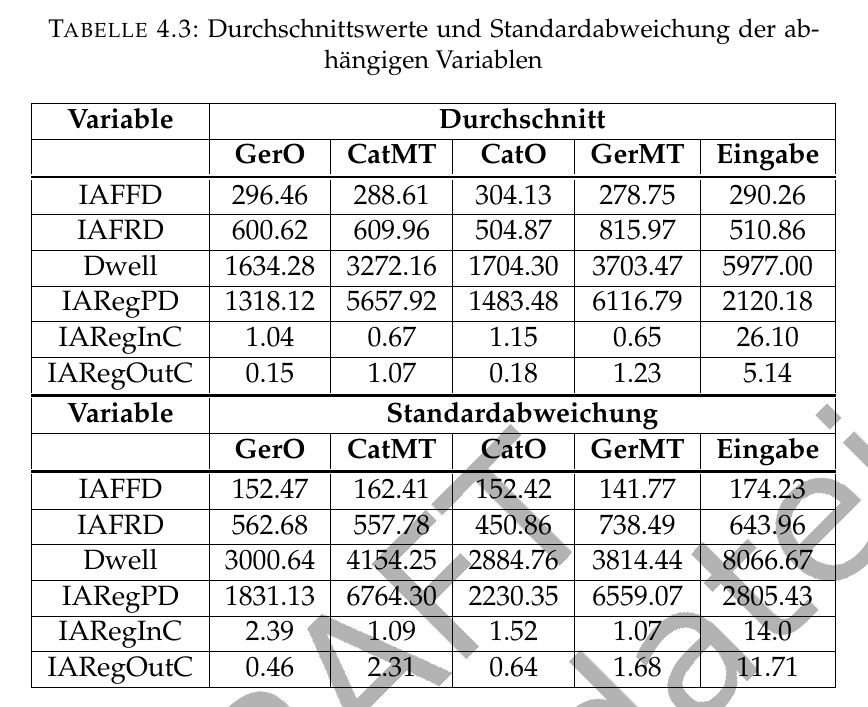 TABELLE 4.3: Durchschnittswerte und Standardabweichung der ab-
hängigen Variablen
Variable Durchschnitt
GerO CatMT CatO GerMT Eingabe
IAFFD 296.46 288.61 304.13 278.75 290.26
IAFRD 600.62 609.96 504.87 815.97 510.86
Dwell 1634.28 3272.16 1704.30 3703.47 5977.00
IARegPD 1318.12 5657.92 1483.48 6116.79 2120.18
IARegInC 1.04 0.67 1.15 0.65 26.10
IARegOutC 0.15 1.07 0.18 1.23 5.14
Variable Standardabweichung
GerO CatMT CatO GerMT Eingabe
IAFFD 152.47 162.41 152.42 141.77 174.23
IAFRD 562.68 557.78 450.86 738.49 643.96
Dwell 3000.64 4154.25 2884.76 3814.44 8066.67
IARegPD 1831.13 6764.30 2230.35 6559.07 2805.43
IARegInC 2.39 1.09 1.52 1.07 14.0
IARegOutC 0.46 2.31 0.64 1.68 11.71